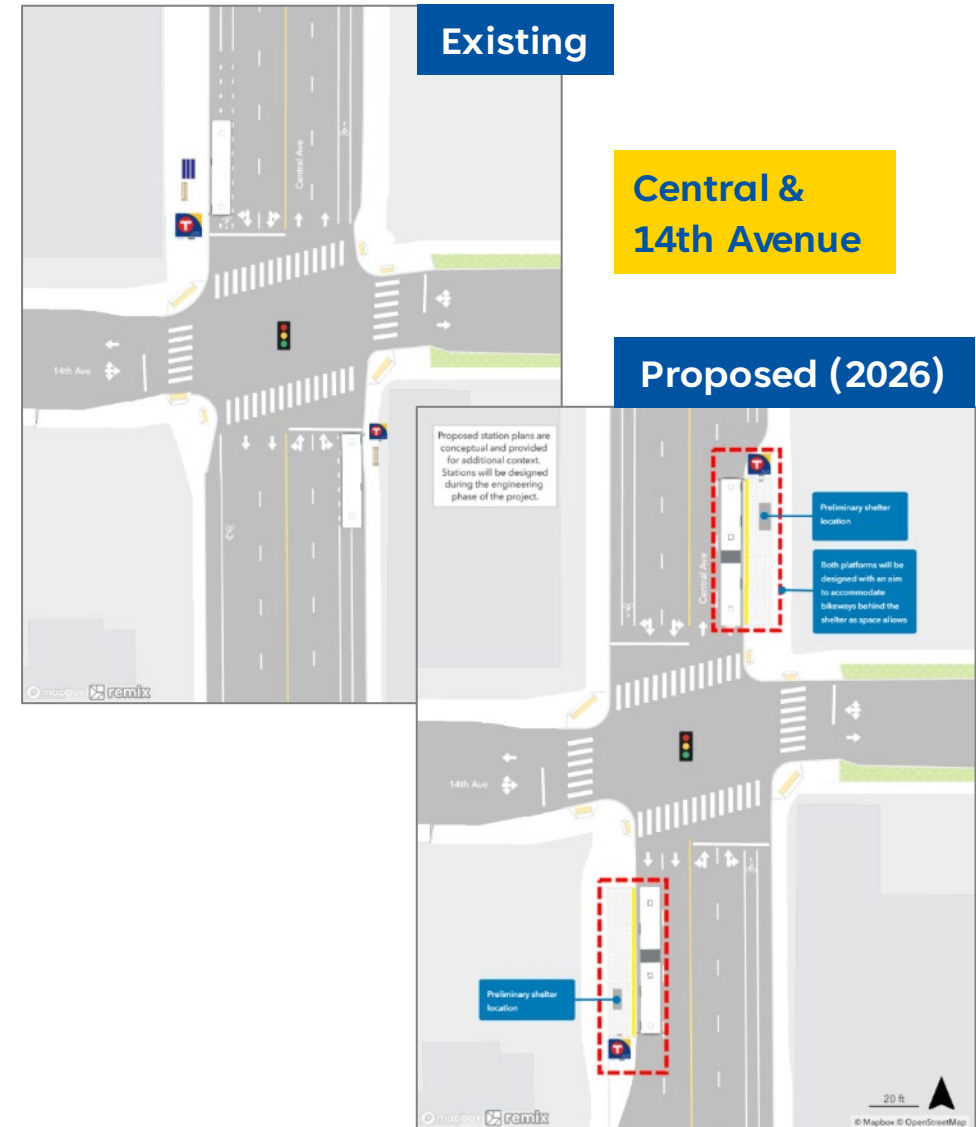 Existing
Central Ave
14th Ave
mapbox remix
Central &
14th Avenue
Proposed (2026)
Proposed station plans are
conceptual and provided
for additional context.
Stations will be designed
during the engineering
phase of the project.
T
Preliminary shelter
location
Both platforms will be
designed with an aim
to accommodate
bikeways behind the
shelter as space allows
Central Ave
14th Ave
Preliminary shelter
location
T
20 ft
mapbox remix
© Mapbox © OpenStreetMap